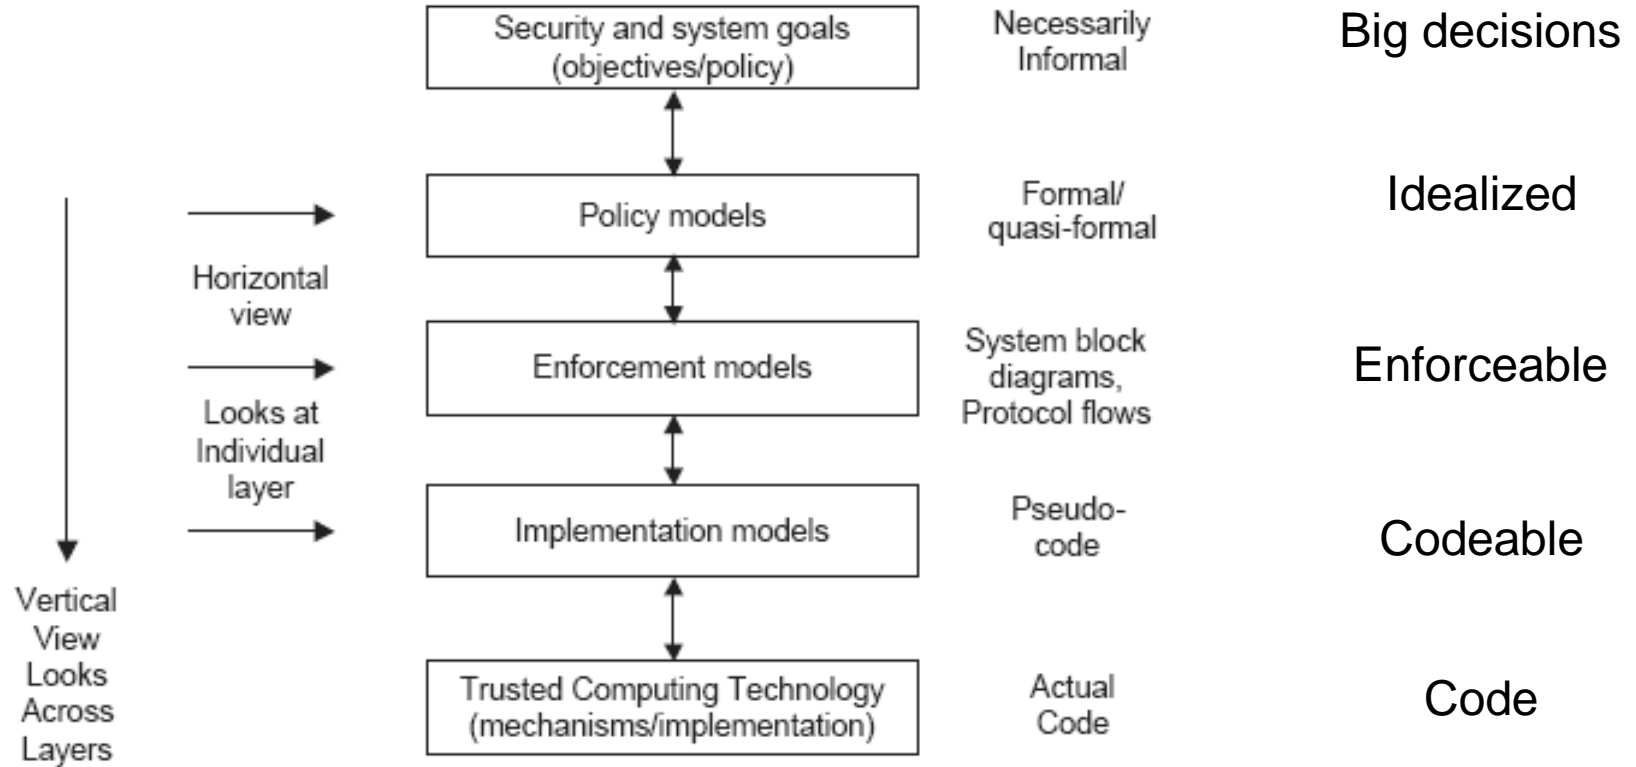 Security and system goals
(objectives/policy)
Necessarily
Informal
Big decisions
Policy models
Formal/
quasi-formal
Idealized
Horizontal
view
Enforcement models
System block
diagrams,
Protocol flows
Enforceable
Looks at
Individual
layer
Implementation models
Pseudo-
code
Codeable
Vertical
View
Looks
Across
Layers
Trusted Computing Technology
(mechanisms/implementation)
Actual
Code
Code